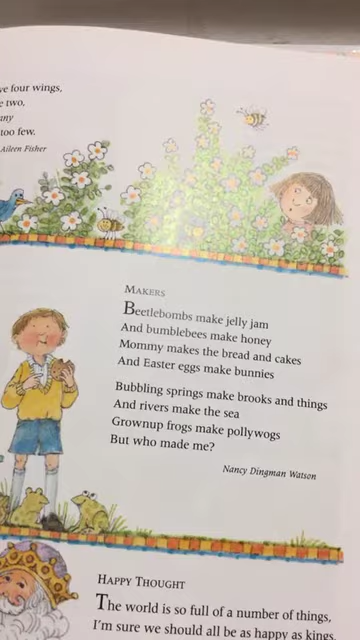 four wings,
two,
too few.
Aileen Fisher
MAKERS
Beetlebombs make jelly jam
And bumblebees make honey
Mommy makes the bread and cakes
And Easter eggs make bunnies
Bubbling springs make brooks and things
And rivers make the sea
Grownup frogs make pollywogs
But who made me?
Nancy Dingman Watson
HAPPY THOUGHT
The world is so full of a number of things,
I'm sure we should all be as happy as kings.